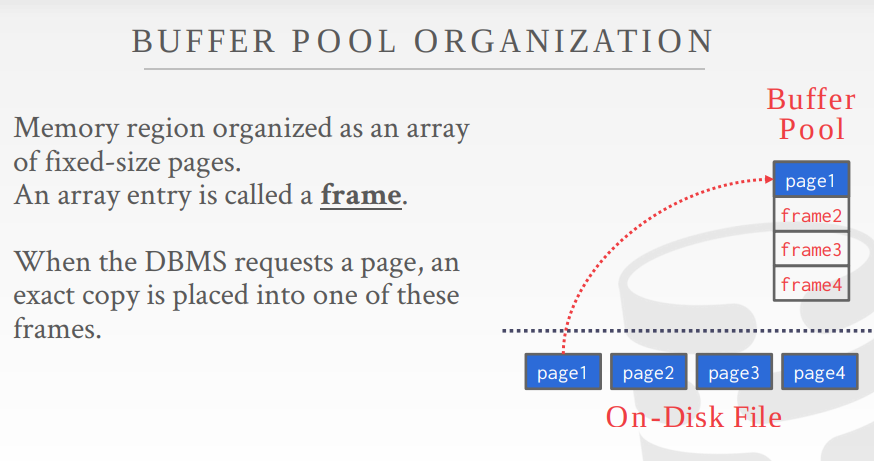 BUFFER POOL ORGANIZATION
Memory region organized as an array
of fixed-size pages.
An array entry is called a frame.
When the DBMS requests a page, an
exact copy is placed into one of these
frames.
Buffer
Pool
page1
frame2
frame3
frame4
page1 page2 page3 page4
On-Disk File